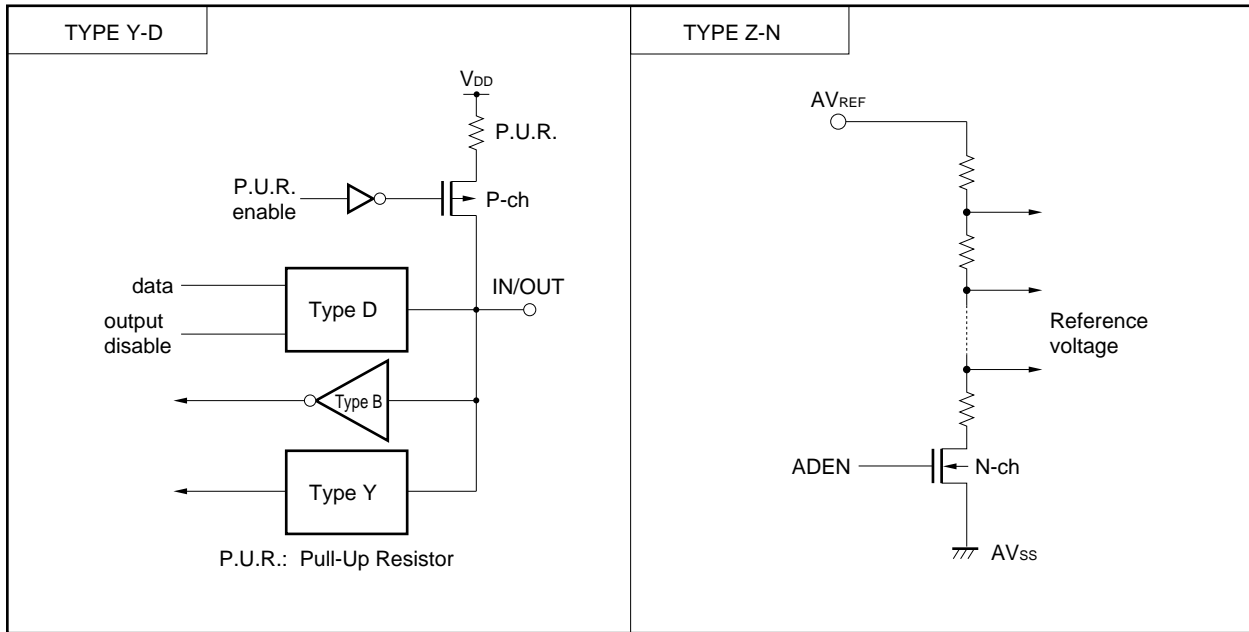 TYPE Y-D
VDD
P.U.R.
P.U.R.
enable
P-ch
data
Type D
IN/OUT
output
disable
Type B
Type Y
P.U.R.: Pull-Up Resistor
TYPE Z-N
AVREF
Reference
voltage
ADEN
N-ch
AVSS